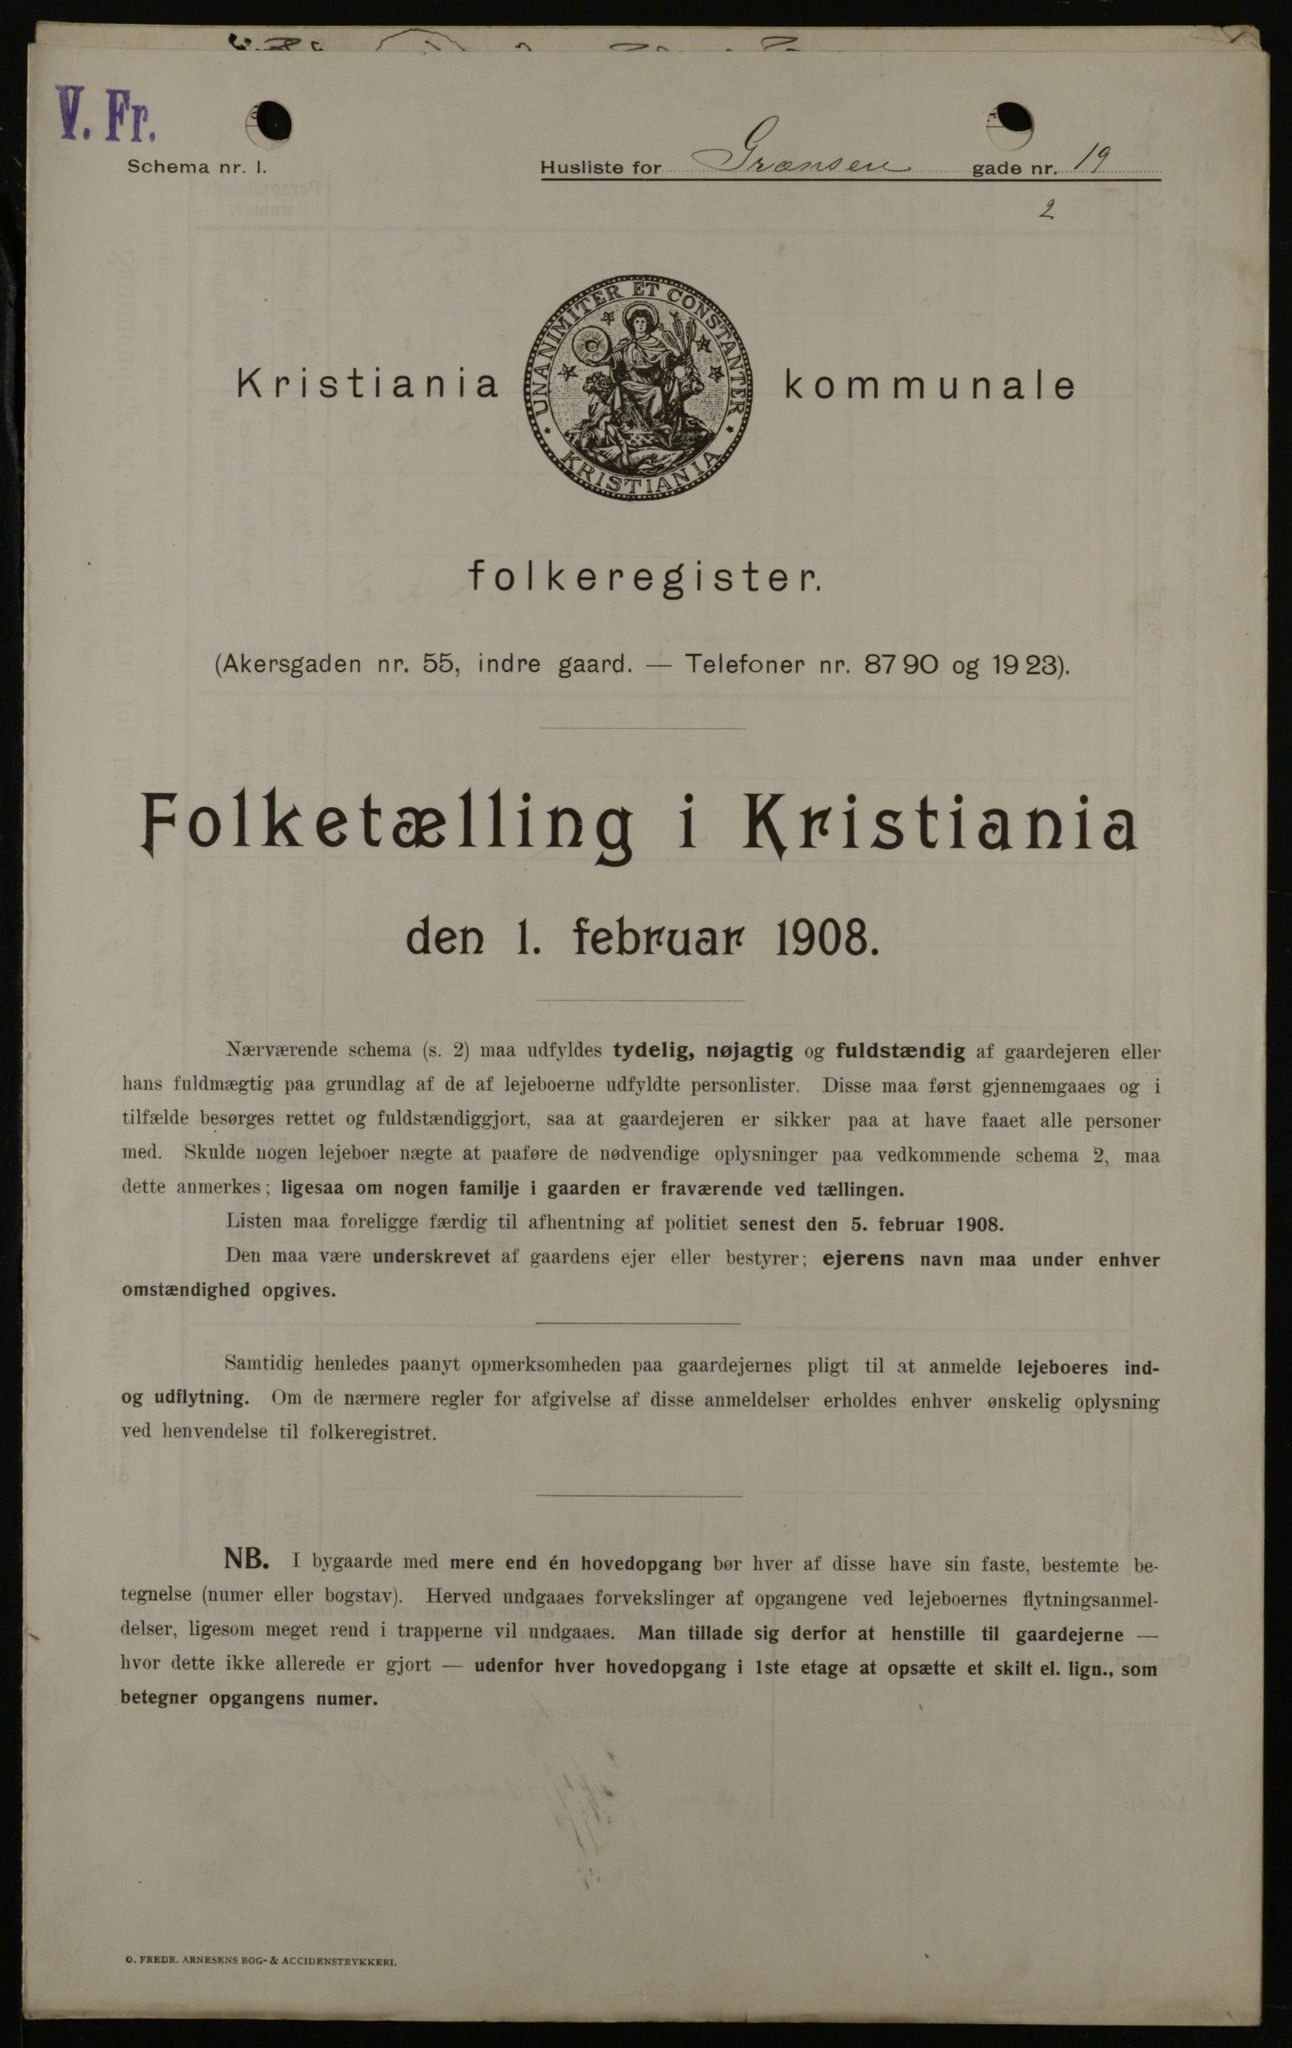 V. Fr.
Schema nr. 1.
Husliste for Grænsen gade nr. 19
2
UNANIMITER ET CONSTANTER
KRISTIANIA
Kristiania kommunale
folkeregister.
(Akersgaden nr. 55, indre gaard. — Telefoner nr. 8790 og 1923).
Folketælling i Kristiania
den 1. februar 1908.
Nærværende schema (s. 2) maa udfyldes tydelig, nøjagtig og fuldstændig af gaardejeren eller
hans fuldmægtig paa grundlag af de af lejeboerne udfyldte personlister. Disse maa først gjennemgaaes og i
tilfælde besørges rettet og fuldstændiggjort, saa at gaardejeren er sikker paa at have faaet alle personer
med. Skulde nogen lejeboer nægte at paaføre de nødvendige oplysninger paa vedkommende schema 2, maa
dette anmerkes; ligesaa om nogen familje i gaarden er fraværende ved tællingen.
Listen maa foreligge færdig til afhentning af politiet senest den 5. februar 1908.
Den maa være underskrevet af gaardens ejer eller bestyrer; ejerens navn maa under enhver
omstændighed opgives.
Samtidig henledes paanyt opmerksomheden paa gaardejernes pligt til at anmelde lejeboeres ind-
og udflytning. Om de nærmere regler for afgivelse af disse anmeldelser erholdes enhver ønskelig oplysning
ved henvendelse til folkeregistret.
NB. I bygaarde med mere end én hovedopgang bør hver af disse have sin faste, bestemte be-
tegnelse (numer eller bogstav). Herved undgaaes forvekslinger af opgangene ved lejeboernes flytningsanmel-
delser, ligesom meget rend i trapperne vil undgaaes. Man tillade sig derfor at henstille til gaardejerne —
hvor dette ikke allerede er gjort — udenfor hver hovedopgang i 1ste etage at opsætte et skilt el. lign., som
betegner opgangens numer.
O. FREDR. ARNESENS BOG- & ACCIDENSTRYKKERI.